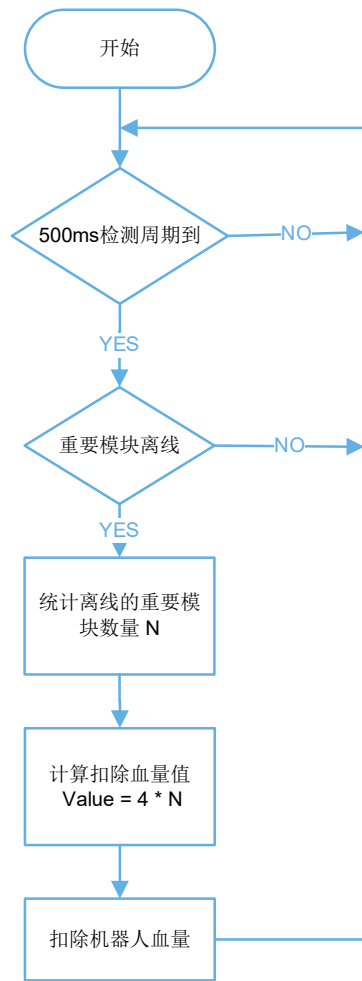 开始
500ms检测周期到
NO
YES
重要模块离线
NO
YES
统计离线的重要模
块数量 N
计算扣除血量值
Value = 4 * N
扣除机器人血量